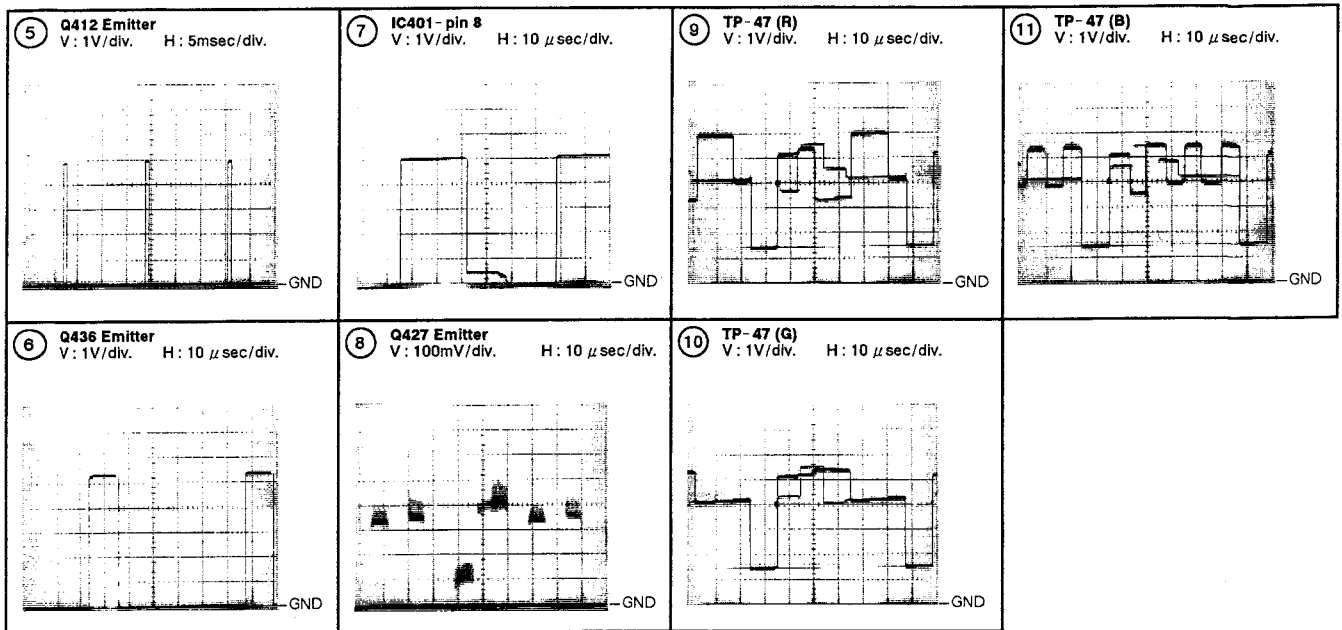 5 Q412 Emitter
V : 1V/div. H : 5msec/div.
GND
7 IC401- pin 8
V : 1V/div. H : 10 μsec/div.
GND
9 TP-47 (R)
V : 1V/div. H : 10 μsec/div.
GND
11 TP-47 (B)
V : 1V/div. H : 10 μsec/div.
GND
6 Q436 Emitter
V : 1V/div. H : 10 μsec/div.
GND
8 Q427 Emitter
V : 100mV/div. H : 10 μsec/div.
GND
10 TP-47 (G)
V : 1V/div. H : 10 μsec/div.
GND